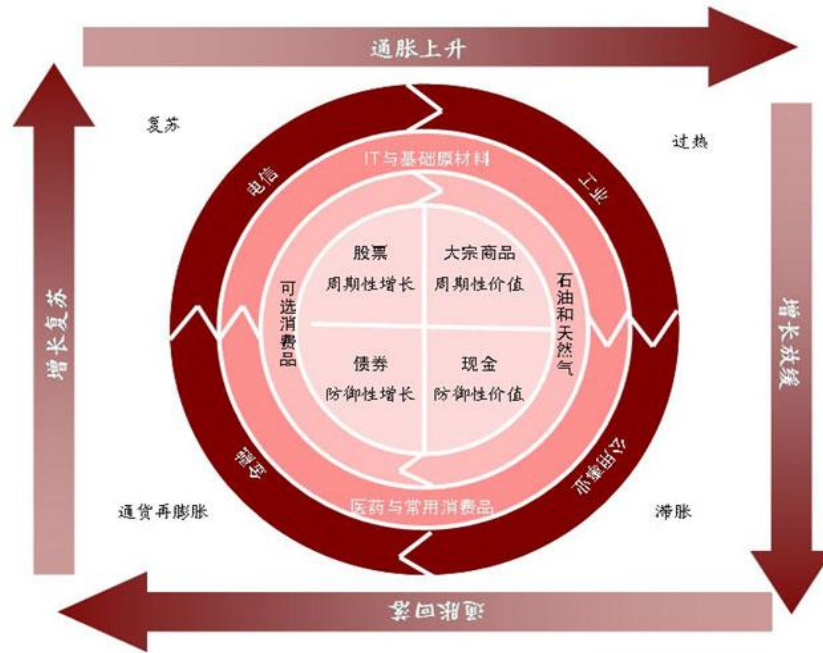 通胀上升
复苏
过热
IT与基础原材料
电信
工业
股票
周期性增长
大宗商品
周期性价值
增长复苏
可选消费品
石油和天然气
增长放缓
债券
防御性增长
现金
防御性价值
金融
公用事业
医药与常用消费品
通货再膨胀
滞胀
通胀回落